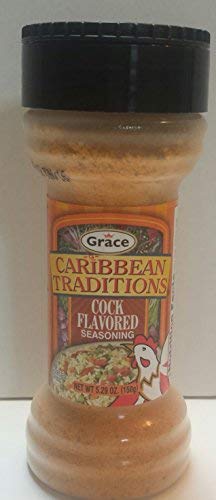 Grace
CARIBBEAN
TRADITIONS
COCK
FLAVORED
SEASONING
NET WT 5.29 OZ. (150g)